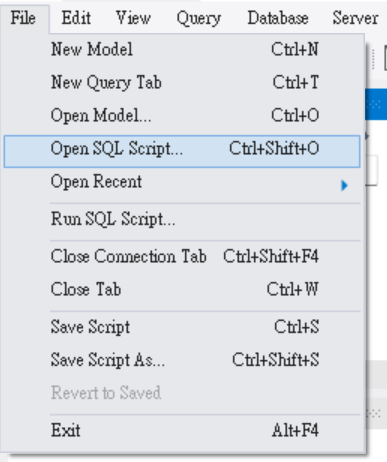 File Edit View Query Database Server
New Model Ctrl+N
New Query Tab Ctrl+T
Open Model... Ctrl+O
Open SQL Script... Ctrl+Shift+O
Open Recent
Run SQL Script...
Close Connection Tab Ctrl+Shift+F4
Close Tab Ctrl+W
Save Script Ctrl+S
Save Script As... Ctrl+Shift+S
Revert to Saved
Exit Alt+F4